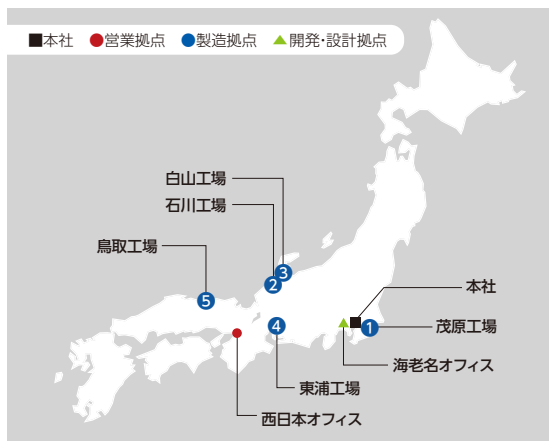 ■本社 ●営業拠点 ●製造拠点 ▲開発・設計拠点
白山工場
石川工場
鳥取工場
3
2
5
本社
4
1
茂原工場
海老名オフィス
東浦工場
西日本オフィス